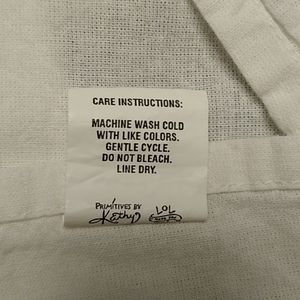 CARE INSTRUCTIONS:
MACHINE WASH COLD
WITH LIKE COLORS.
GENTLE CYCLE.
DO NOT BLEACH.
LINE DRY.
PRIMITIVES BY
Kathy
LOL